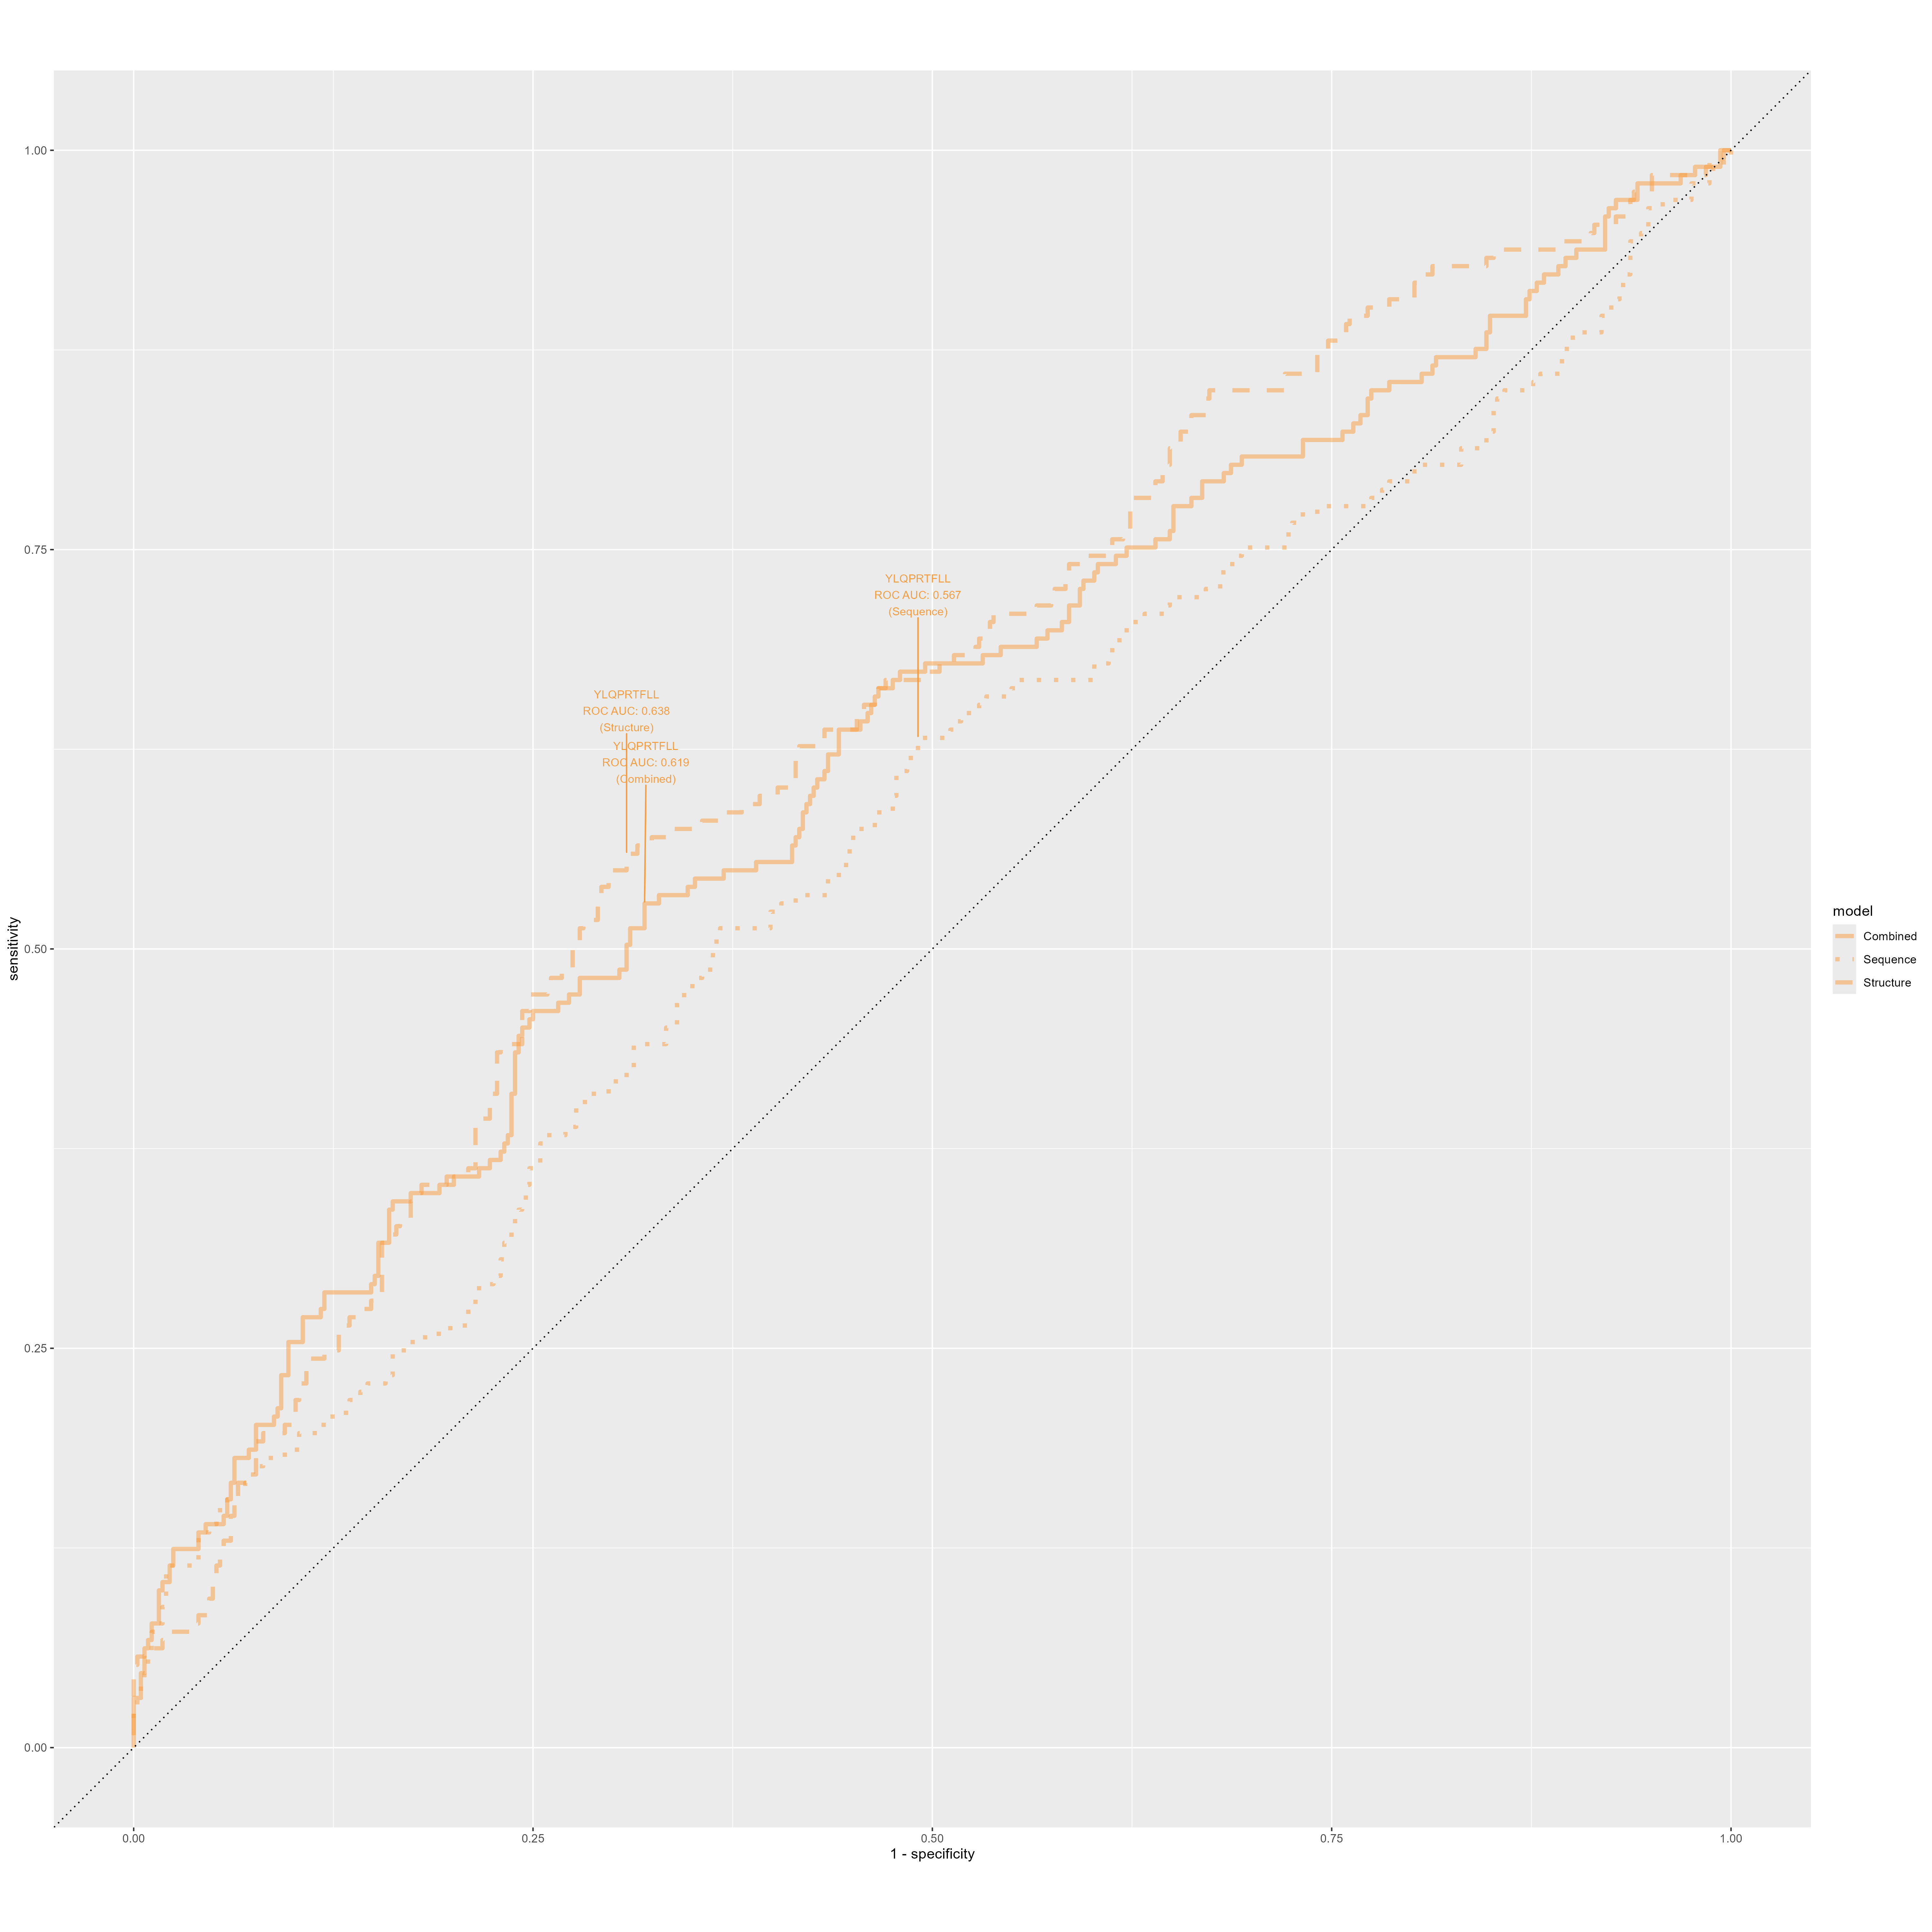 1.00
0.75
0.50
0.25
0.00
sensitivity
YLQPRTFLL
ROC AUC: 0.567
(Sequence)
YLQPRTFLL
ROC AUC: 0.638
(Structure)
YLQPRTFLL
ROC AUC: 0.619
(Combined)
0.00
0.25
0.50
0.75
1.00
1 - specificity
model
Combined
Sequence
Structure